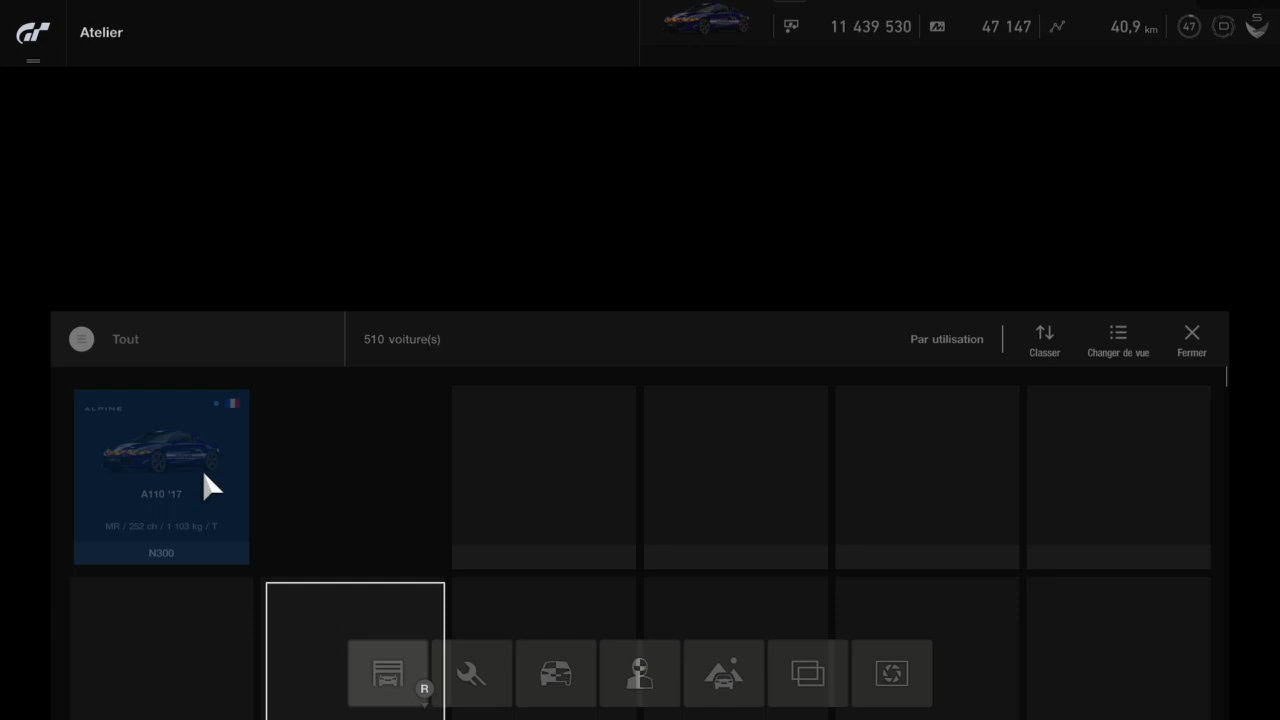 Atelier
11 439 530
47 147
40,9 km
47
D
S
Tout
510 voiture(s)
Par utilisation
Classer
Changer de vue
Fermer
ALPINE
A110 '17
MR / 252 ch / 1 103 kg / T
N300
R